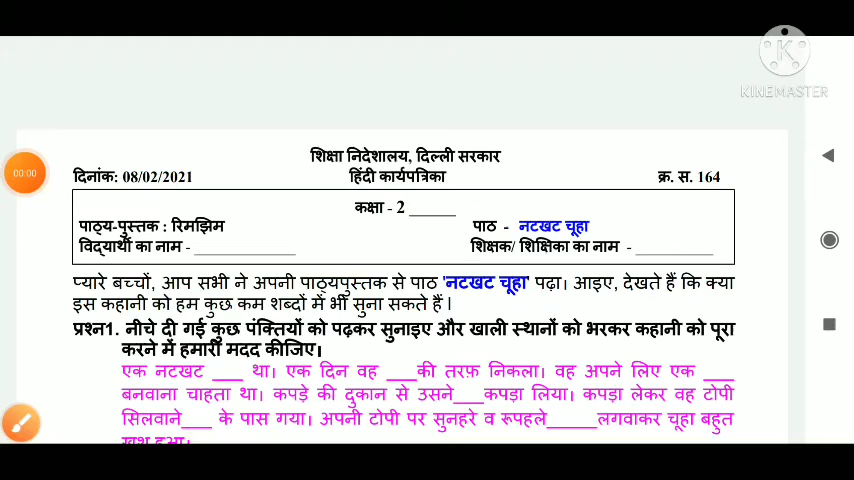 K
KINEMASTER
00:00
शिक्षा निदेशालय, दिल्ली सरकार
दिनांक: 08/02/2021 हिंदी कार्यपत्रिका क्र. स. 164
कक्षा - 2 ______
पाठ्य-पुस्तक : रिमझिम पाठ - नटखट चूहा
विद्यार्थी का नाम - _____________ शिक्षक/ शिक्षिका का नाम - __________
प्यारे बच्चों, आप सभी ने अपनी पाठ्यपुस्तक से पाठ 'नटखट चूहा' पढ़ा। आइए, देखते हैं कि क्या
इस कहानी को हम कुछ कम शब्दों में भी सुना सकते हैं ।
प्रश्न1. नीचे दी गई कुछ पंक्तियों को पढ़कर सुनाइए और खाली स्थानों को भरकर कहानी को पूरा
करने में हमारी मदद कीजिए।
एक नटखट ___ था। एक दिन वह ___की तरफ़ निकला। वह अपने लिए एक ___
बनवाना चाहता था। कपड़े की दुकान से उसने___कपड़ा लिया। कपड़ा लेकर वह टोपी
सिलवाने___ के पास गया। अपनी टोपी पर सुनहरे व रूपहले_____लगवाकर चूहा बहुत
खुश हुआ।